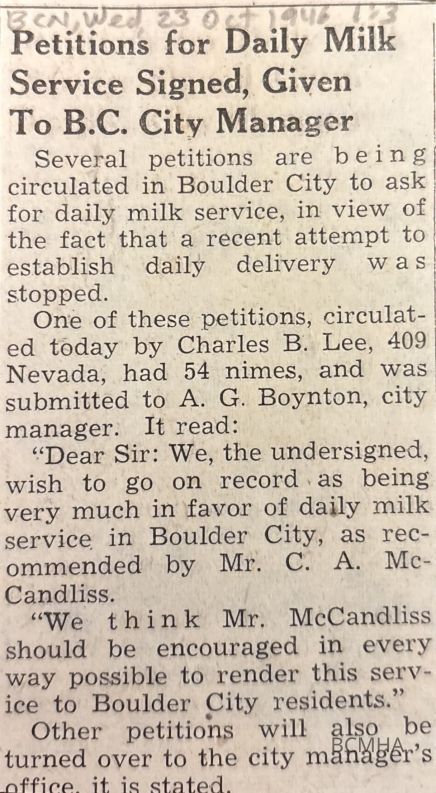 BCN, Wed 23 Oct 1946 1:3
Petitions for Daily Milk
Service Signed, Given
To B.C. City Manager
Several petitions are being
circulated in Boulder City to ask
for daily milk service, in view of
the fact that a recent attempt to
establish daily delivery was
stopped.
One of these petitions, circulat-
ed today by Charles B. Lee, 409
Nevada, had 54 nimes, and was
submitted to A. G. Boynton, city
manager. It read:
"Dear Sir: We, the undersigned,
wish to go on record as being
very much in favor of daily milk
service in Boulder City, as rec-
ommended by Mr. C. A. Mc-
Candliss.
"We think Mr. McCandliss
should be encouraged in every
way possible to render this serv-
ice to Boulder City residents."
Other petitions will also be
turned over to the city manager's
office, it is stated.
BCMHA